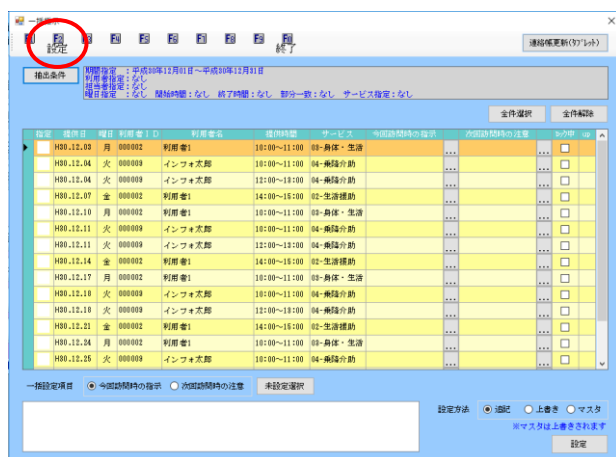 一括指示
F1 F2 F3 F4 F5 F6 F7 F8 F9 F10
設定 終了
連絡帳更新(ﾀﾌﾞﾚｯﾄ)
抽出条件
期間指定 :平成30年12月01日~平成30年12月31日
利用者指定:なし
担当者指定:なし
曜日指定 :なし 開始時間:なし 終了時間:なし 部分一致:なし サービス指定:なし
全件選択 全件解除
指定 提供日 曜日 利用者ID 利用者名 提供時間 サービス 今回訪問時の指示 次回訪問時の注意 ﾛｯｸ中 up
H30.12.03 月 000002 利用者1 10:00~11:00 03-身体・生活 ... ...
H30.12.04 火 000009 インフォ太郎 10:00~11:00 04-乗降介助 ... ...
H30.12.04 火 000009 インフォ太郎 12:00~13:00 04-乗降介助 ... ...
H30.12.07 金 000002 利用者1 14:00~15:00 02-生活援助 ... ...
H30.12.10 月 000002 利用者1 10:00~11:00 03-身体・生活 ... ...
H30.12.11 火 000009 インフォ太郎 10:00~11:00 04-乗降介助 ... ...
H30.12.11 火 000009 インフォ太郎 12:00~13:00 04-乗降介助 ... ...
H30.12.14 金 000002 利用者1 14:00~15:00 02-生活援助 ... ...
H30.12.17 月 000002 利用者1 10:00~11:00 03-身体・生活 ... ...
H30.12.18 火 000009 インフォ太郎 10:00~11:00 04-乗降介助 ... ...
H30.12.18 火 000009 インフォ太郎 12:00~13:00 04-乗降介助 ... ...
H30.12.21 金 000002 利用者1 14:00~15:00 02-生活援助 ... ...
H30.12.24 月 000002 利用者1 10:00~11:00 03-身体・生活 ... ...
H30.12.25 火 000009 インフォ太郎 10:00~11:00 04-乗降介助 ... ...
一括設定項目 今回訪問時の指示 次回訪問時の注意 未設定選択
設定方法 追記 上書き マスタ
※マスタは上書きされます
設定